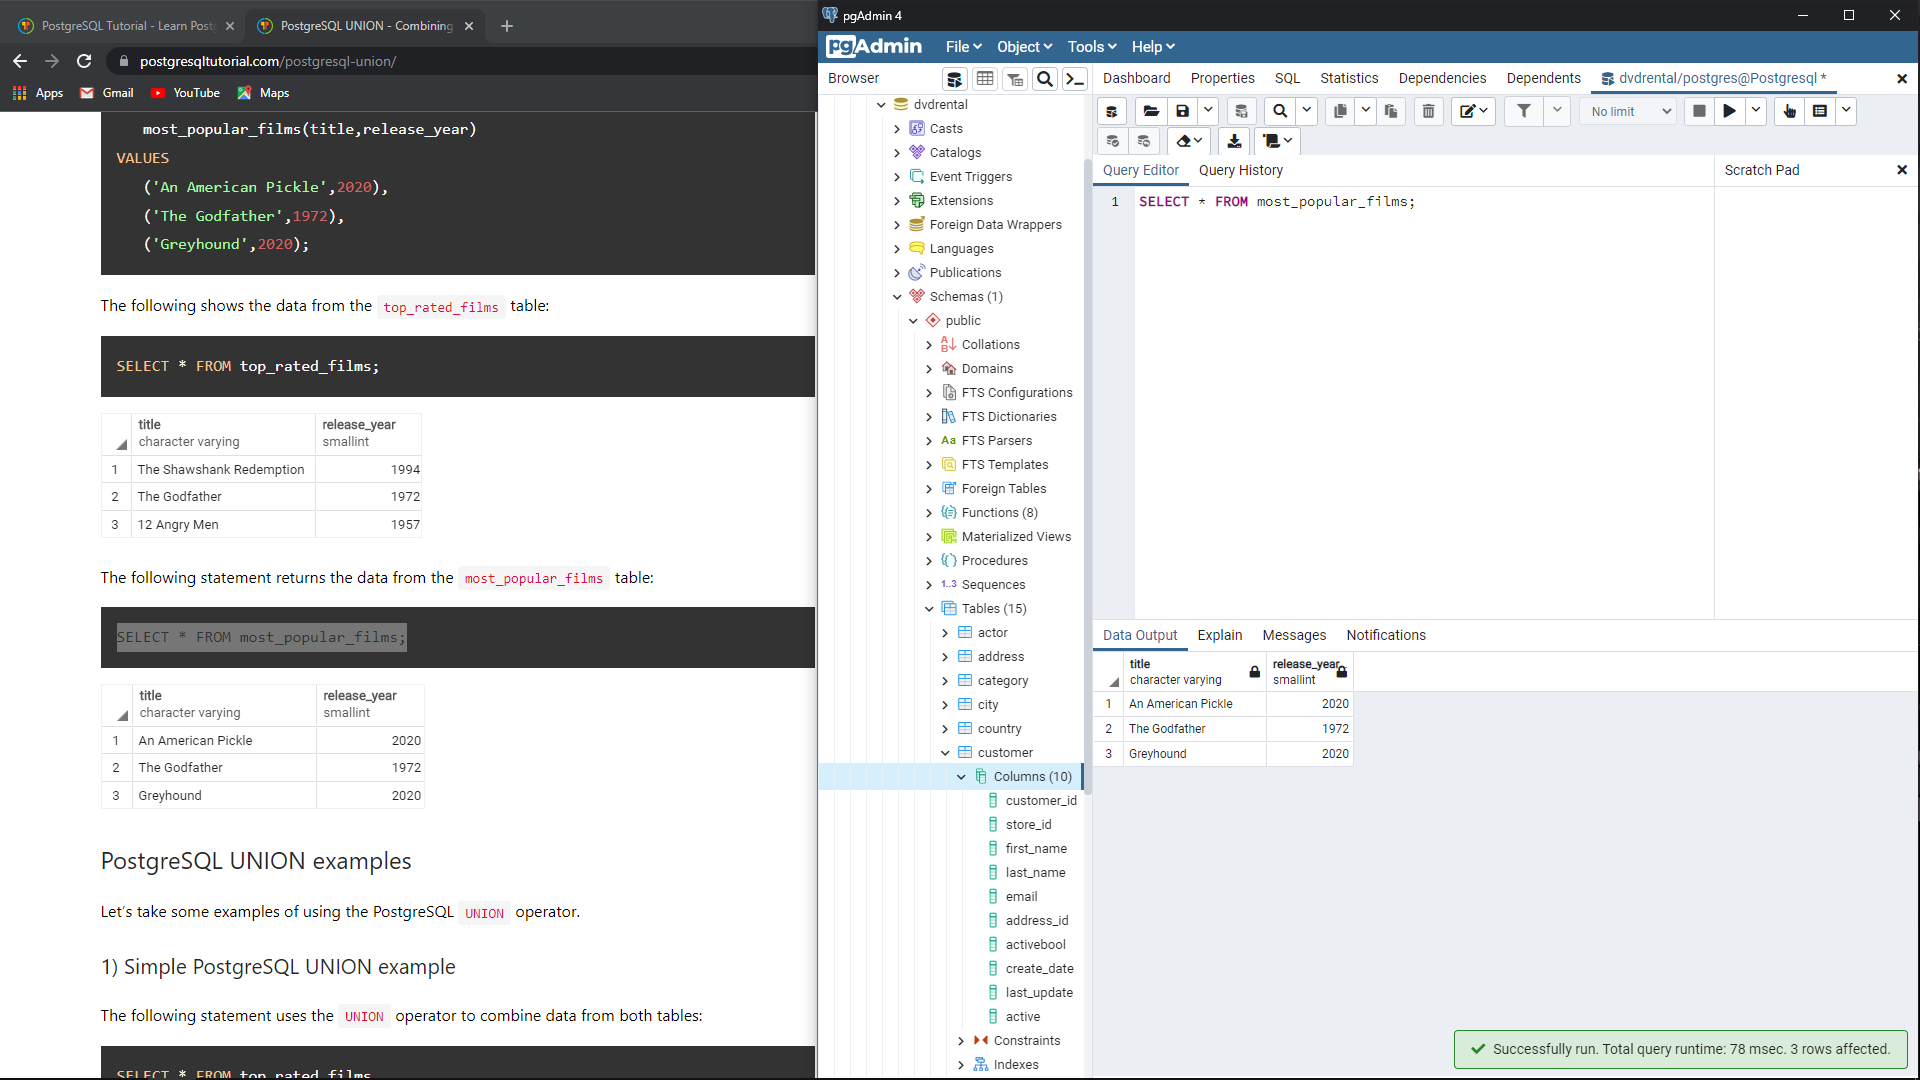 PostgreSQL Tutorial - Learn Post
PostgreSQL UNION - Combining
postgresqltutorial.com/postgresql-union/
Apps
Gmail
YouTube
Maps
most_popular_films(title,release_year)
VALUES
('An American Pickle',2020),
('The Godfather',1972),
('Greyhound',2020);
The following shows the data from the top_rated_films table:
SELECT * FROM top_rated_films;
title release_year
character varying smallint
1 The Shawshank Redemption 1994
2 The Godfather 1972
3 12 Angry Men 1957
The following statement returns the data from the most_popular_films table:
SELECT * FROM most_popular_films;
title release_year
character varying smallint
1 An American Pickle 2020
2 The Godfather 1972
3 Greyhound 2020
PostgreSQL UNION examples
Let's take some examples of using the PostgreSQL UNION operator.
1) Simple PostgreSQL UNION example
The following statement uses the UNION operator to combine data from both tables:
SELECT * FROM top_rated_films
pgAdmin 4
pgAdmin File Object Tools Help
Browser
dvdrental
Casts
Catalogs
Event Triggers
Extensions
Foreign Data Wrappers
Languages
Publications
Schemas (1)
public
Collations
Domains
FTS Configurations
FTS Dictionaries
Aa FTS Parsers
FTS Templates
Foreign Tables
Functions (8)
Materialized Views
Procedures
1..3 Sequences
Tables (15)
actor
address
category
city
country
customer
Columns (10)
customer_id
store_id
first_name
last_name
email
address_id
activebool
create_date
last_update
active
Constraints
Indexes
Dashboard Properties SQL Statistics Dependencies Dependents dvdrental/postgres@Postgresql *
No limit
Query Editor Query History
Scratch Pad
1 SELECT * FROM most_popular_films;
Data Output Explain Messages Notifications
title release_year
character varying smallint
1 An American Pickle 2020
2 The Godfather 1972
3 Greyhound 2020
Successfully run. Total query runtime: 78 msec. 3 rows affected.